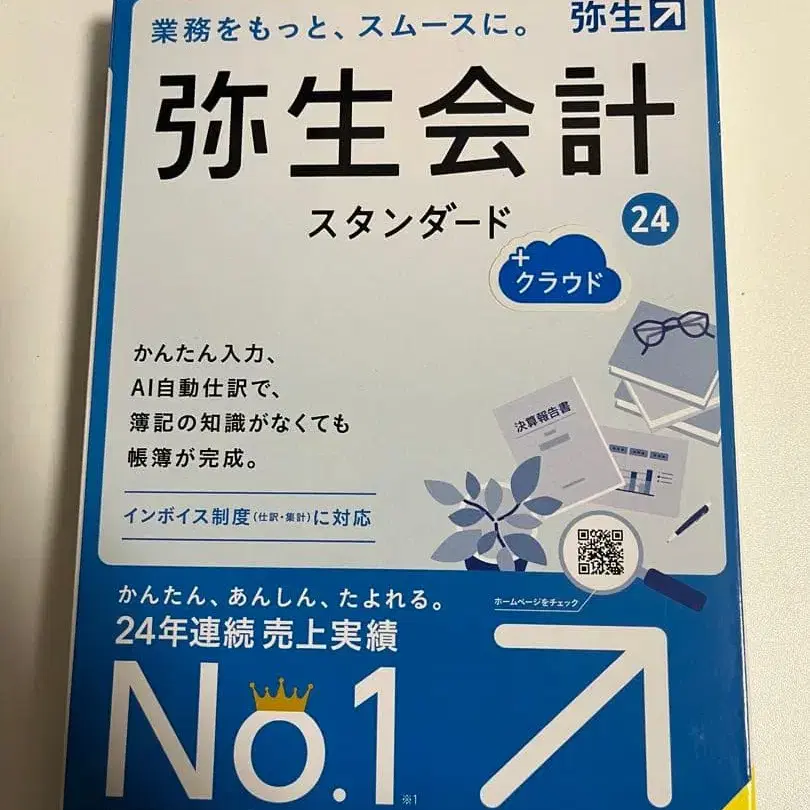 業務をもっと、スムースに。
弥生
弥生会計
スタンダード
24
+
クラウド
かんたん入力、
AI自動仕訳で、
簿記の知識がなくても
帳簿が完成。
決算報告書
インボイス制度(仕訳・集計)に対応
ホームページをチェック
かんたん、あんしん、たよれる。
24年連続 売上実績
No.1
※1